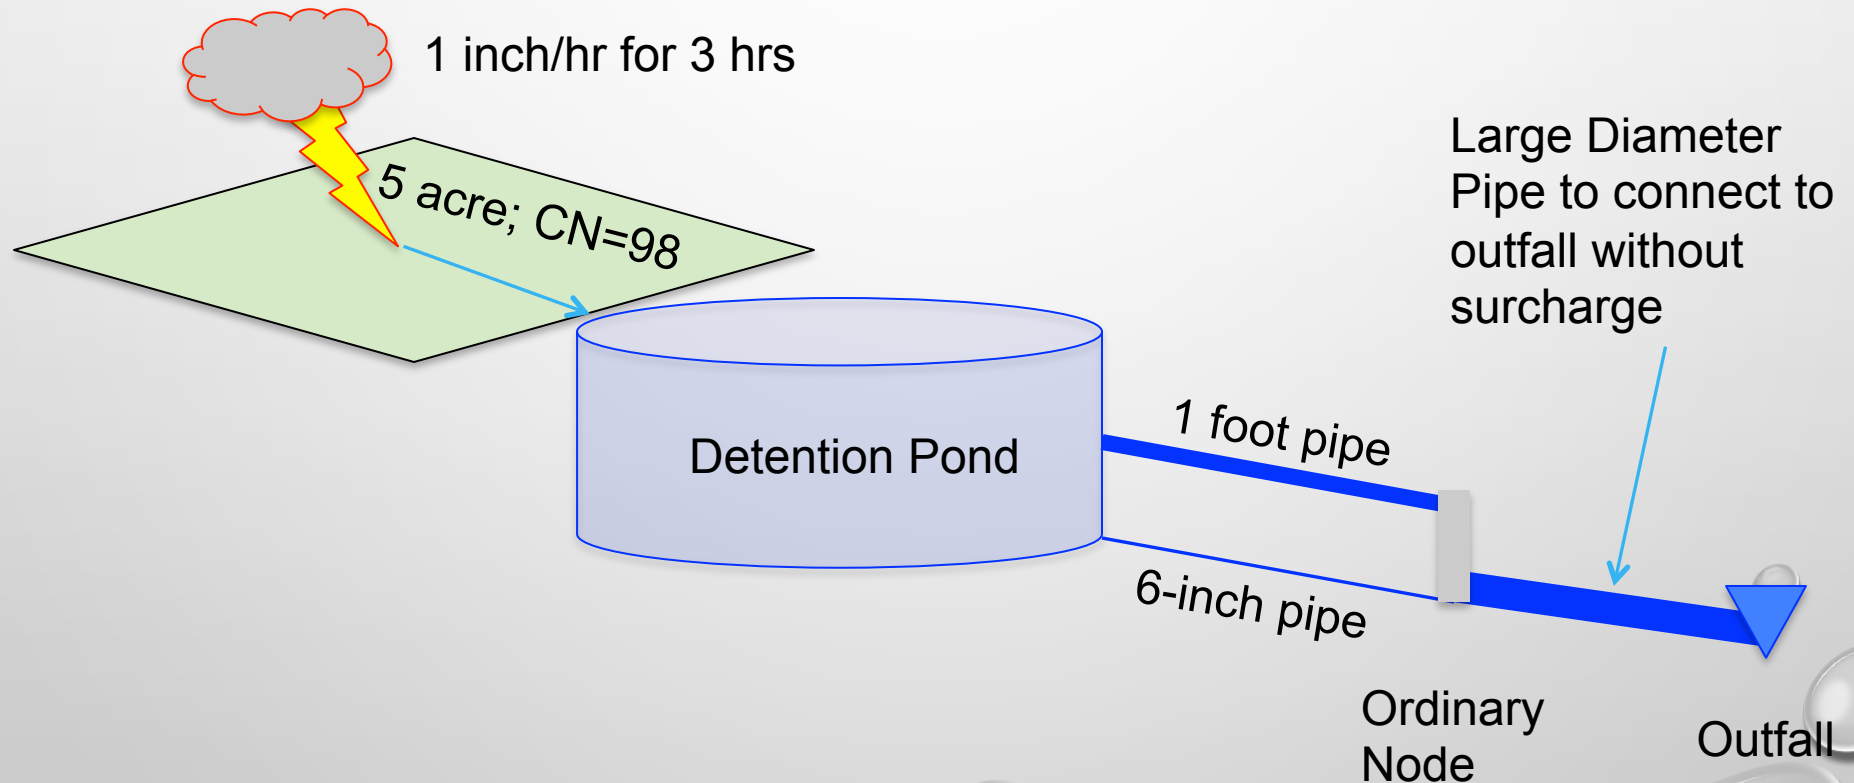 1 inch/hr for 3 hrs
5 acre; CN=98
Large Diameter
Pipe to connect to
outfall without
surcharge
Detention Pond
1 foot pipe
6-inch pipe
Ordinary
Node
Outfall